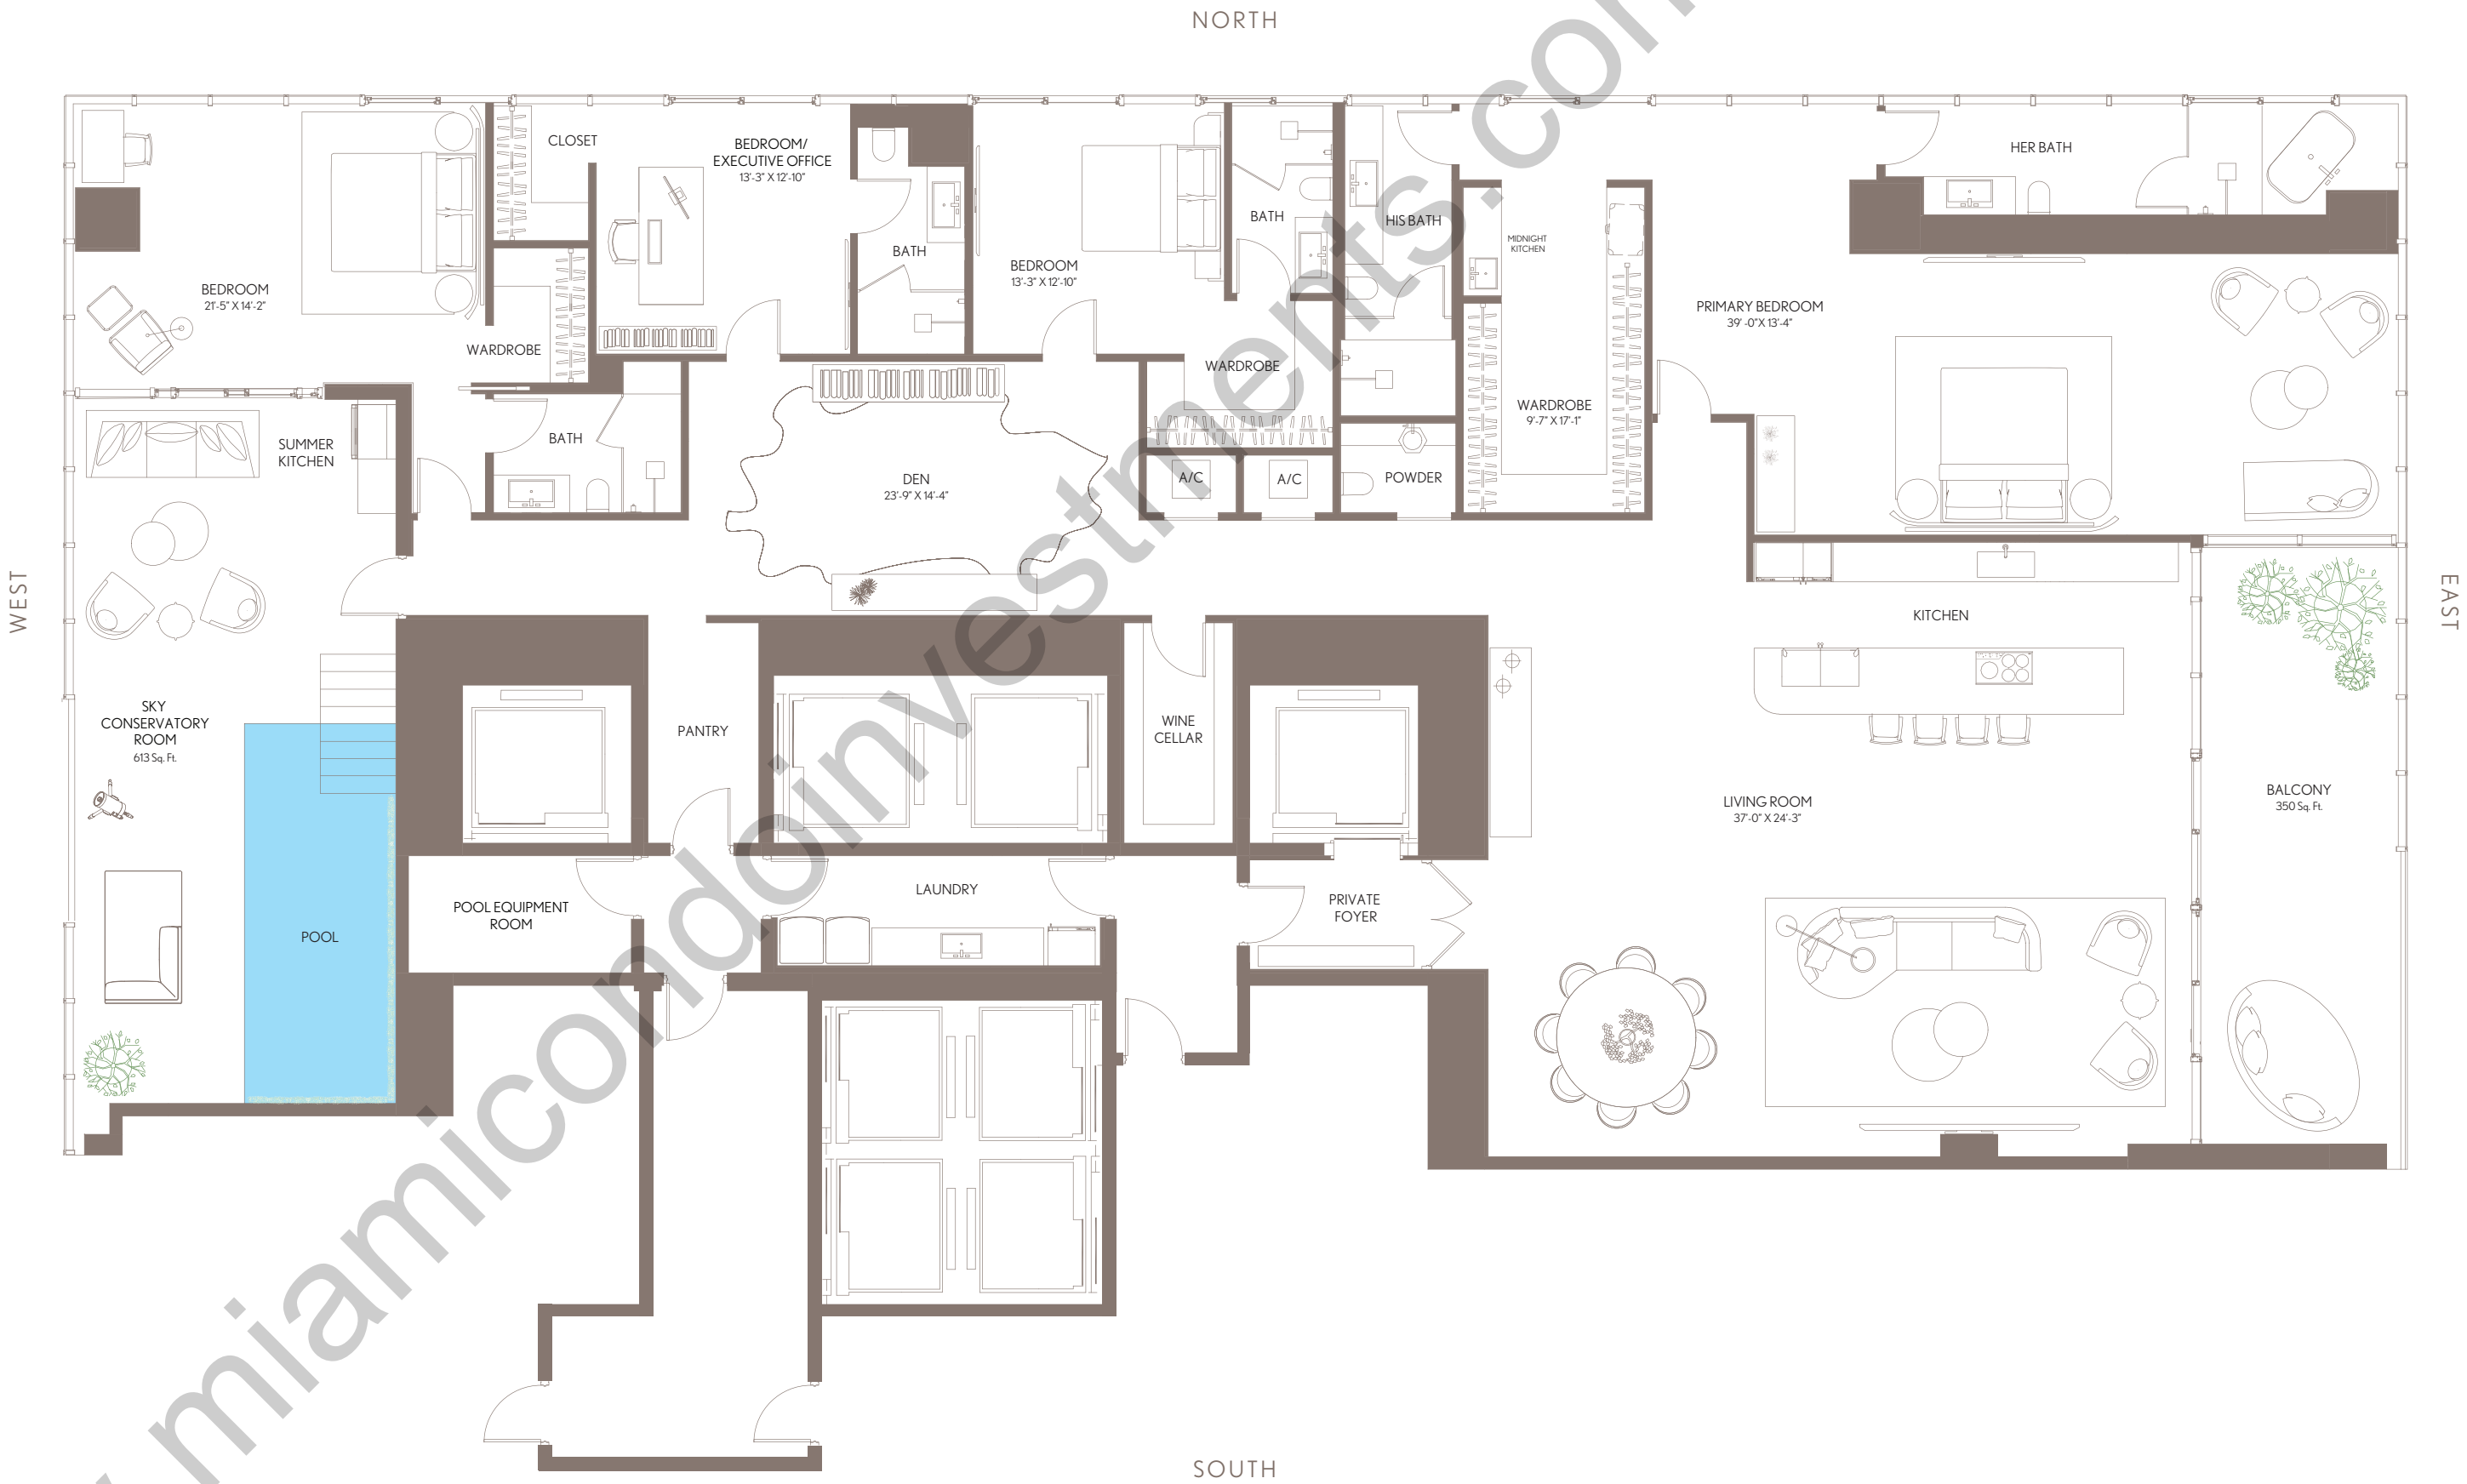 NORTH
CLOSET
BEDROOM/
EXECUTIVE OFFICE
13'-3" X 12'-10"
HER BATH
BATH
HIS BATH
MIDNIGHT
KITCHEN
BATH
BEDROOM
13'-3" X 12'-10"
BEDROOM
21'-5" X 14'-2"
PRIMARY BEDROOM
39' -0"X 13'-4"
WARDROBE
WARDROBE
WARDROBE
9'-7" X 17'-1"
SUMMER
KITCHEN
BATH
DEN
23'-9" X 14'-4"
A/C
A/C
POWDER
WEST
EAST
KITCHEN
SKY
CONSERVATORY
ROOM
613 Sq. Ft.
PANTRY
WINE
CELLAR
LIVING ROOM
37'-0" X 24'-3"
BALCONY
350 Sq. Ft.
POOL EQUIPMENT
ROOM
LAUNDRY
PRIVATE
FOYER
POOL
SOUTH
.miamicondoinvestments.com